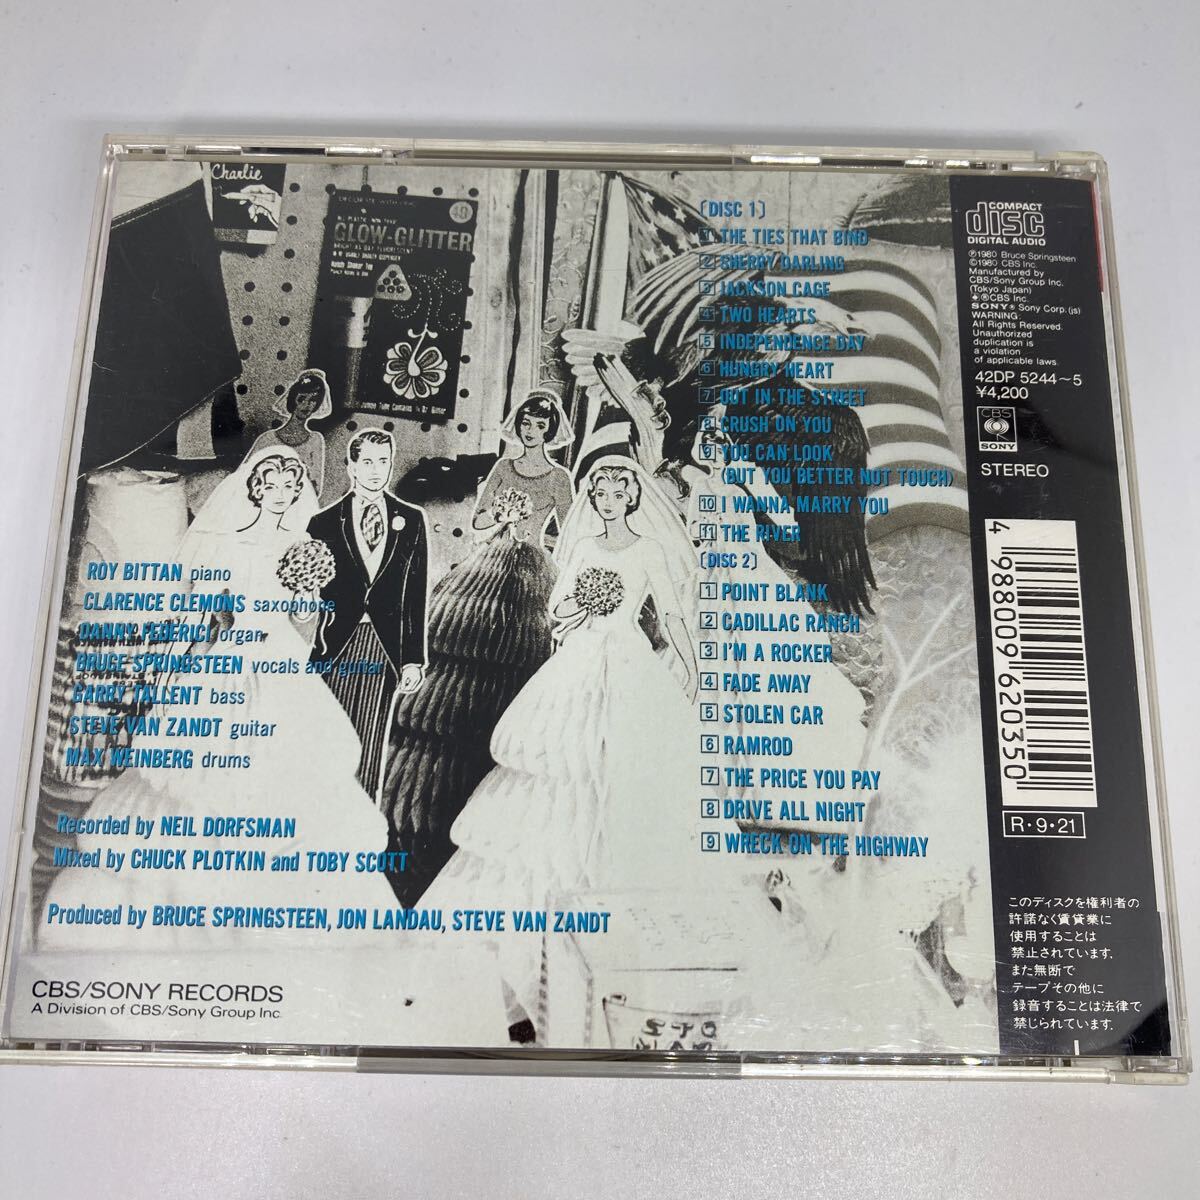 Charlie
GLOW-GLITTER
[DISC 1]
1 THE TIES THAT BIND
2 SHERRY DARLING
3 JACKSON CAGE
4 TWO HEARTS
5 INDEPENDENCE DAY
6 HUNGRY HEART
7 OUT IN THE STREET
8 CRUSH ON YOU
9 YOU CAN LOOK
(BUT YOU BETTER NOT TOUCH)
10 I WANNA MARRY YOU
11 THE RIVER
[DISC 2]
1 POINT BLANK
2 CADILLAC RANCH
3 I'M A ROCKER
4 FADE AWAY
5 STOLEN CAR
6 RAMROD
7 THE PRICE YOU PAY
8 DRIVE ALL NIGHT
9 WRECK ON THE HIGHWAY
ROY BITTAN piano
CLARENCE CLEMONS saxophone
DANNY FEDERICI organ
BRUCE SPRINGSTEEN vocals and guitar
GARRY TALLENT bass
STEVE VAN ZANDT guitar
MAX WEINBERG drums
Recorded by NEIL DORFSMAN
Mixed by CHUCK PLOTKIN and TOBY SCOTT
Produced by BRUCE SPRINGSTEEN, JON LANDAU, STEVE VAN ZANDT
CBS/SONY RECORDS
A Division of CBS/Sony Group Inc.
COMPACT
disc
DIGITAL AUDIO
Ⓟ1980 Bruce Springsteen
©1980 CBS Inc.
Manufactured by
CBS/Sony Group Inc.
(Tokyo Japan)
®CBS Inc.
SONY® Sony Corp. (js)
WARNING:
All Rights Reserved.
Unauthorized
duplication is
a violation
of applicable laws.
42DP 5244~5
¥4,200
CBS
SONY
STEREO
4 988009 620350
R・9・21
このディスクを権利者の
許諾なく賃貸業に
使用することは
禁止されています.
また無断で
テープその他に
録音することは法律で
禁じられています.